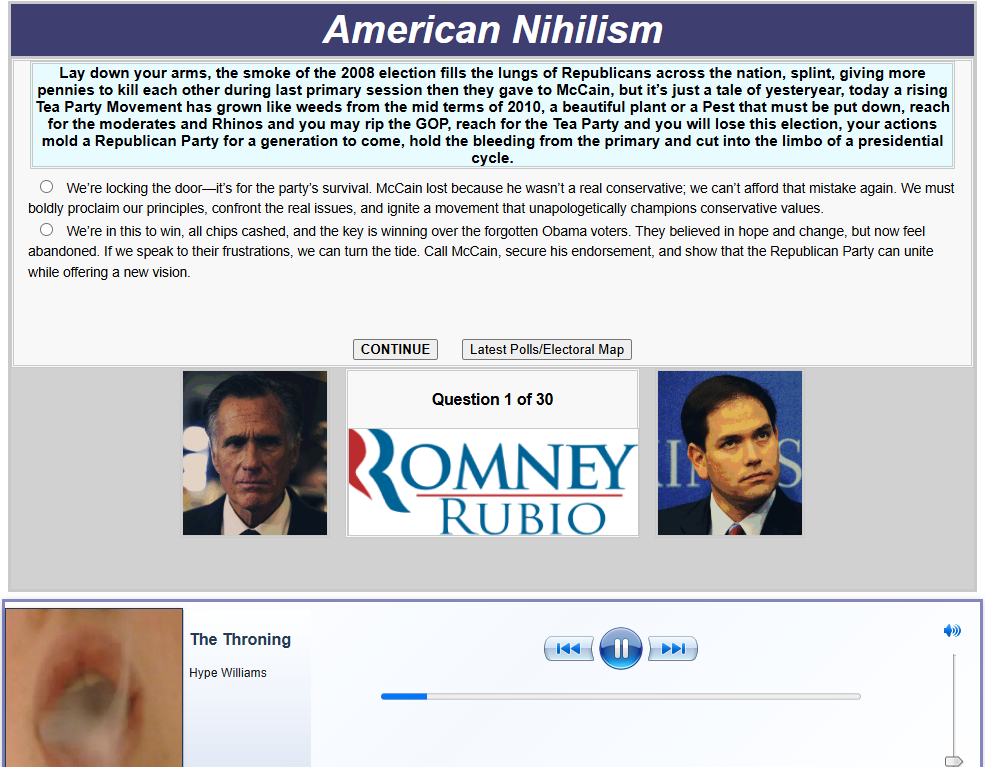 American Nihilism
Lay down your arms, the smoke of the 2008 election fills the lungs of Republicans across the nation, splint, giving more
pennies to kill each other during last primary session then they gave to McCain, but it's just a tale of yesteryear, today a rising
Tea Party Movement has grown like weeds from the mid terms of 2010, a beautiful plant or a Pest that must be put down, reach
for the moderates and Rhinos and you may rip the GOP, reach for the Tea Party and you will lose this election, your actions
mold a Republican Party for a generation to come, hold the bleeding from the primary and cut into the limbo of a presidential
cycle.
We're locking the door—it's for the party's survival. McCain lost because he wasn't a real conservative; we can't afford that mistake again. We must
boldly proclaim our principles, confront the real issues, and ignite a movement that unapologetically champions conservative values.
We're in this to win, all chips cashed, and the key is winning over the forgotten Obama voters. They believed in hope and change, but now feel
abandoned. If we speak to their frustrations, we can turn the tide. Call McCain, secure his endorsement, and show that the Republican Party can unite
while offering a new vision.
CONTINUE
Latest Polls/Electoral Map
Question 1 of 30
ROMNEY
RUBIO
The Throning
Hype Williams